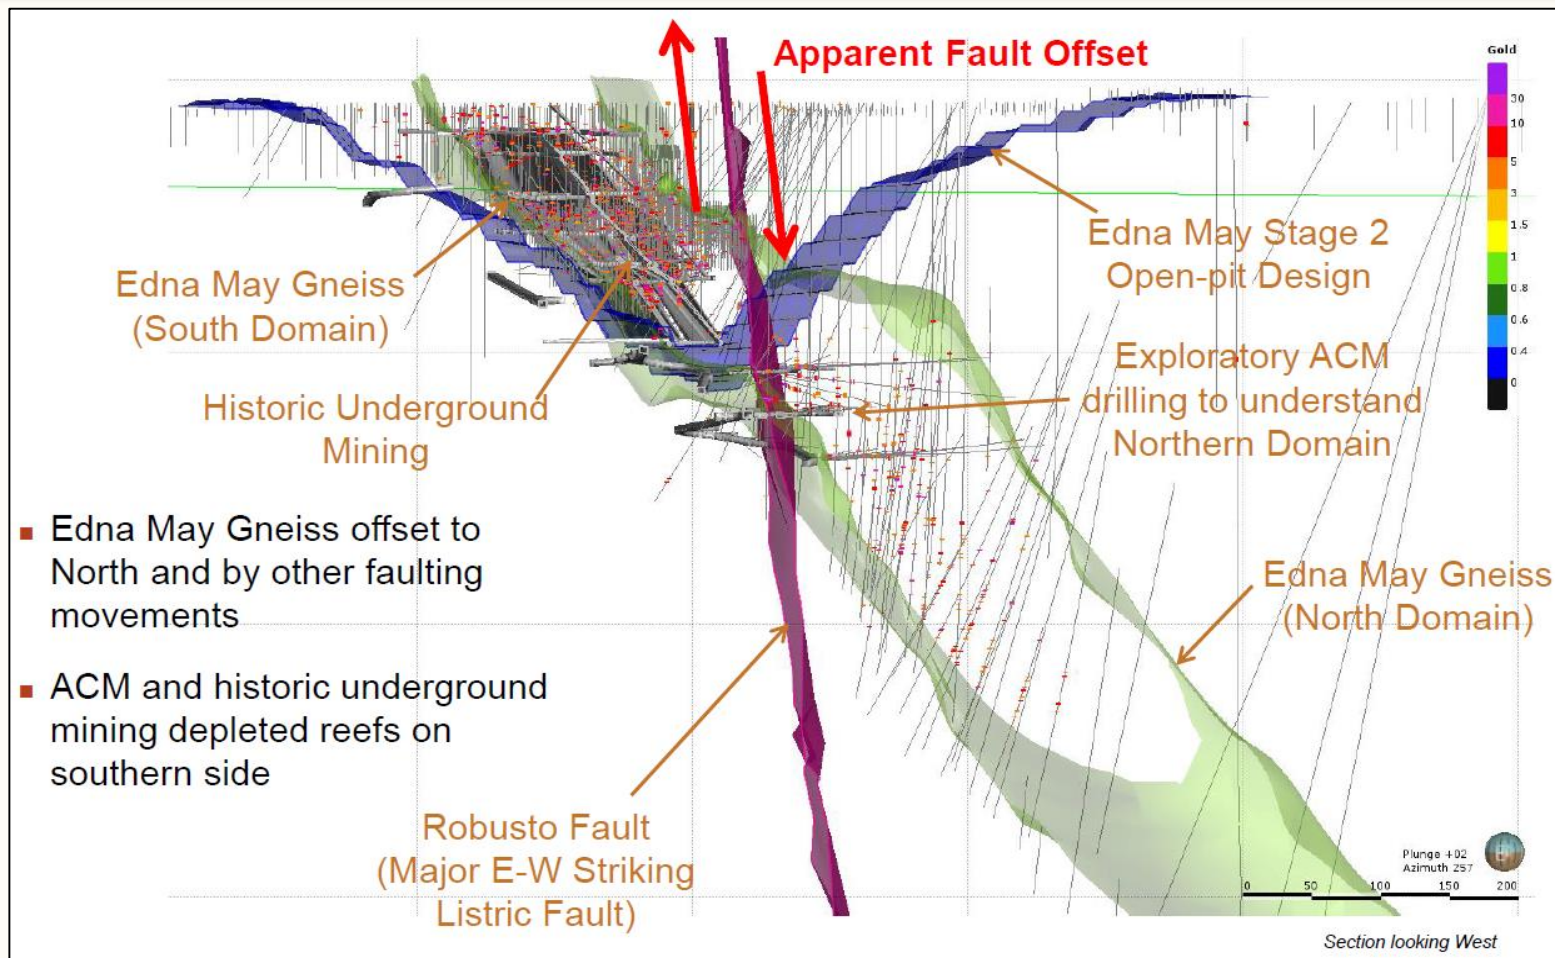 Apparent Fault Offset
Gold
30
10
5
3
1.5
1
0.8
0.6
0.4
0
Edna May Stage 2
Open-pit Design
Edna May Gneiss
(South Domain)
Exploratory ACM
drilling to understand
Northern Domain
Historic Underground
Mining
▪ Edna May Gneiss offset to
North and by other faulting
movements
Edna May Gneiss
(North Domain)
▪ ACM and historic underground
mining depleted reefs on
southern side
Robusto Fault
(Major E-W Striking
Listric Fault)
Plunge +02
Azimuth 257
0 50 100 150 200
Section looking West